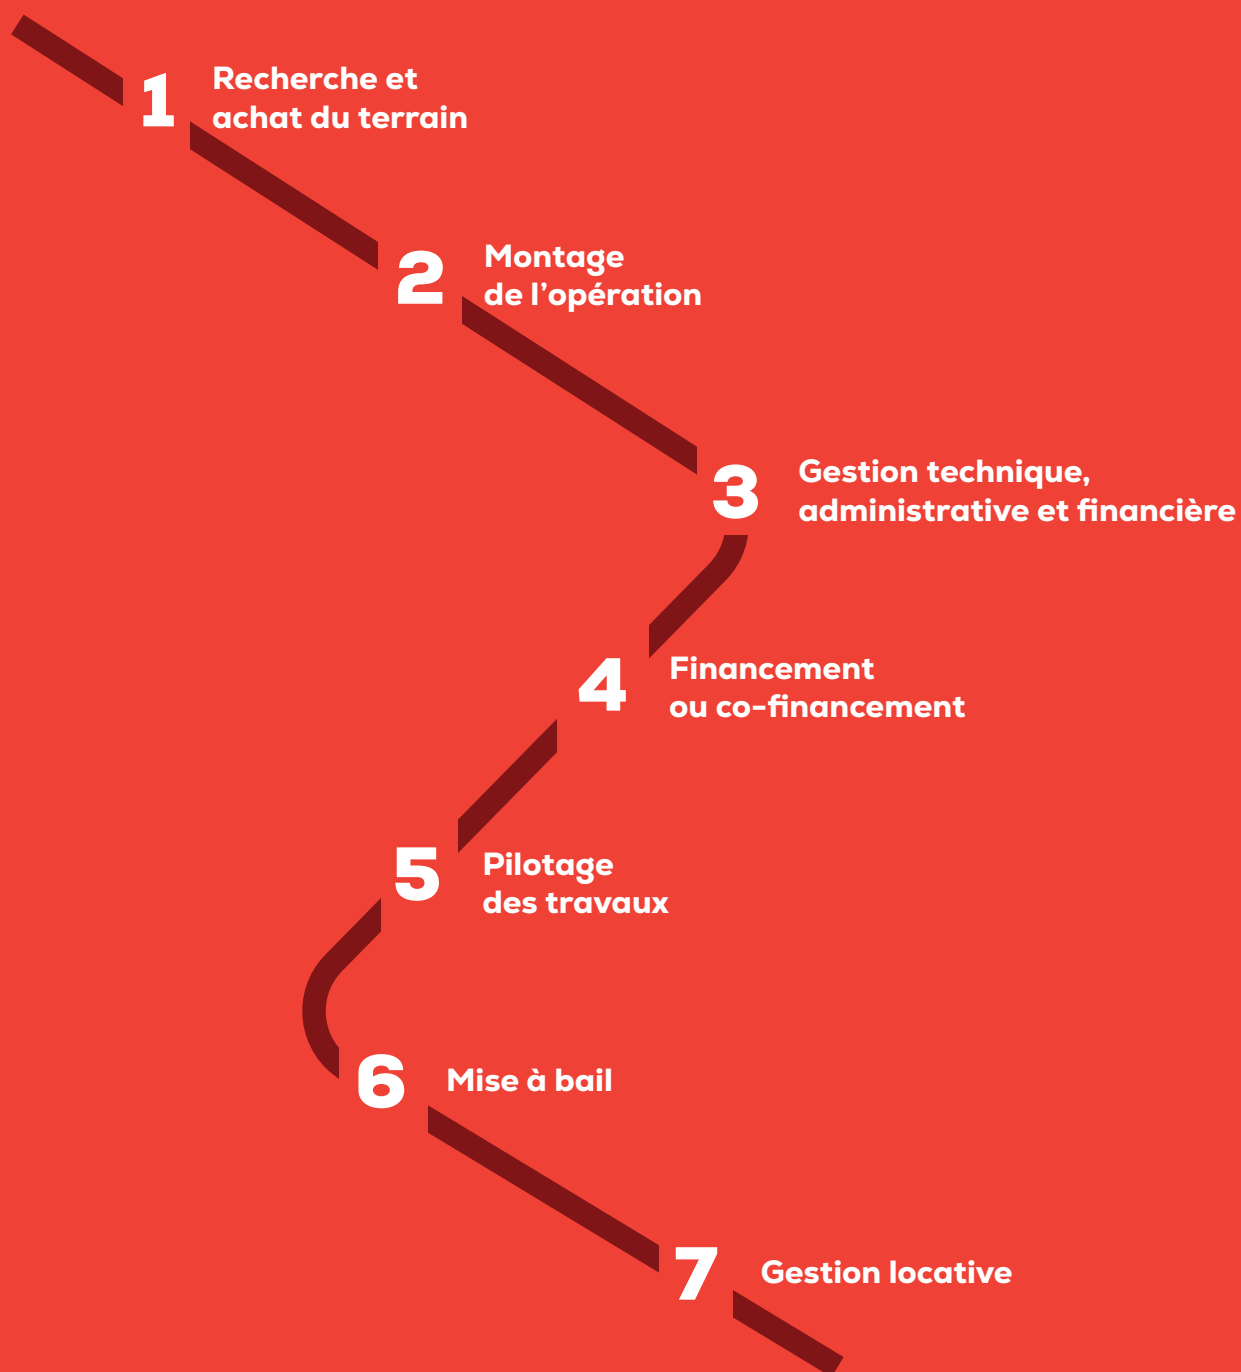 1
Recherche et
achat du terrain
2
Montage
de l’opération
3
Gestion technique,
administrative et financière
4
Financement
ou co-financement
5
Pilotage
des travaux
6
Mise à bail
7
Gestion locative